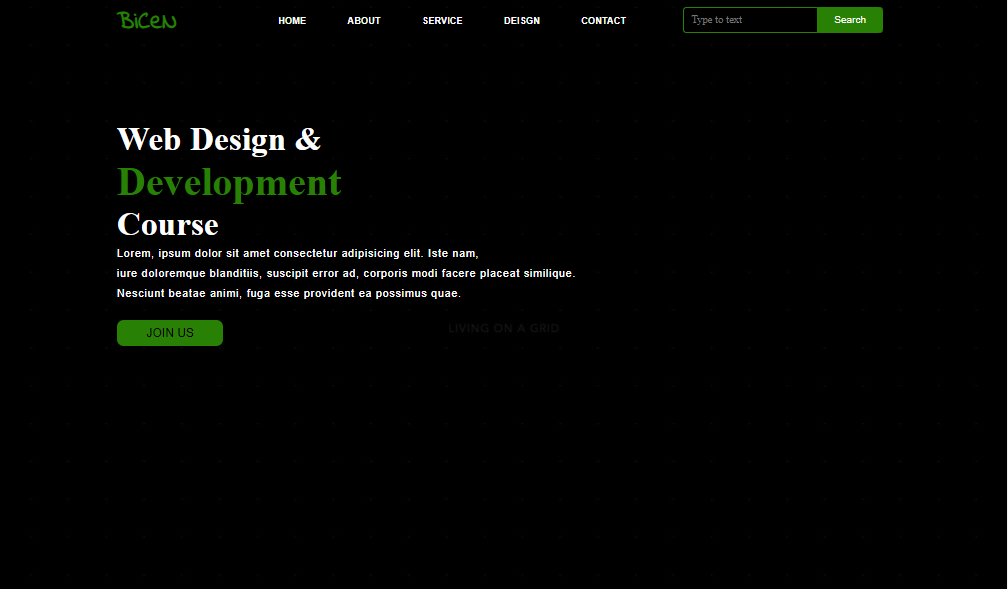 BiCeN
HOME ABOUT SERVICE DEISGN CONTACT
Type to text Search
Web Design &
Development
Course
Lorem, ipsum dolor sit amet consectetur adipisicing elit. Iste nam,
iure doloremque blanditiis, suscipit error ad, corporis modi facere placeat similique.
Nesciunt beatae animi, fuga esse provident ea possimus quae.
JOIN US
LIVING ON A GRID